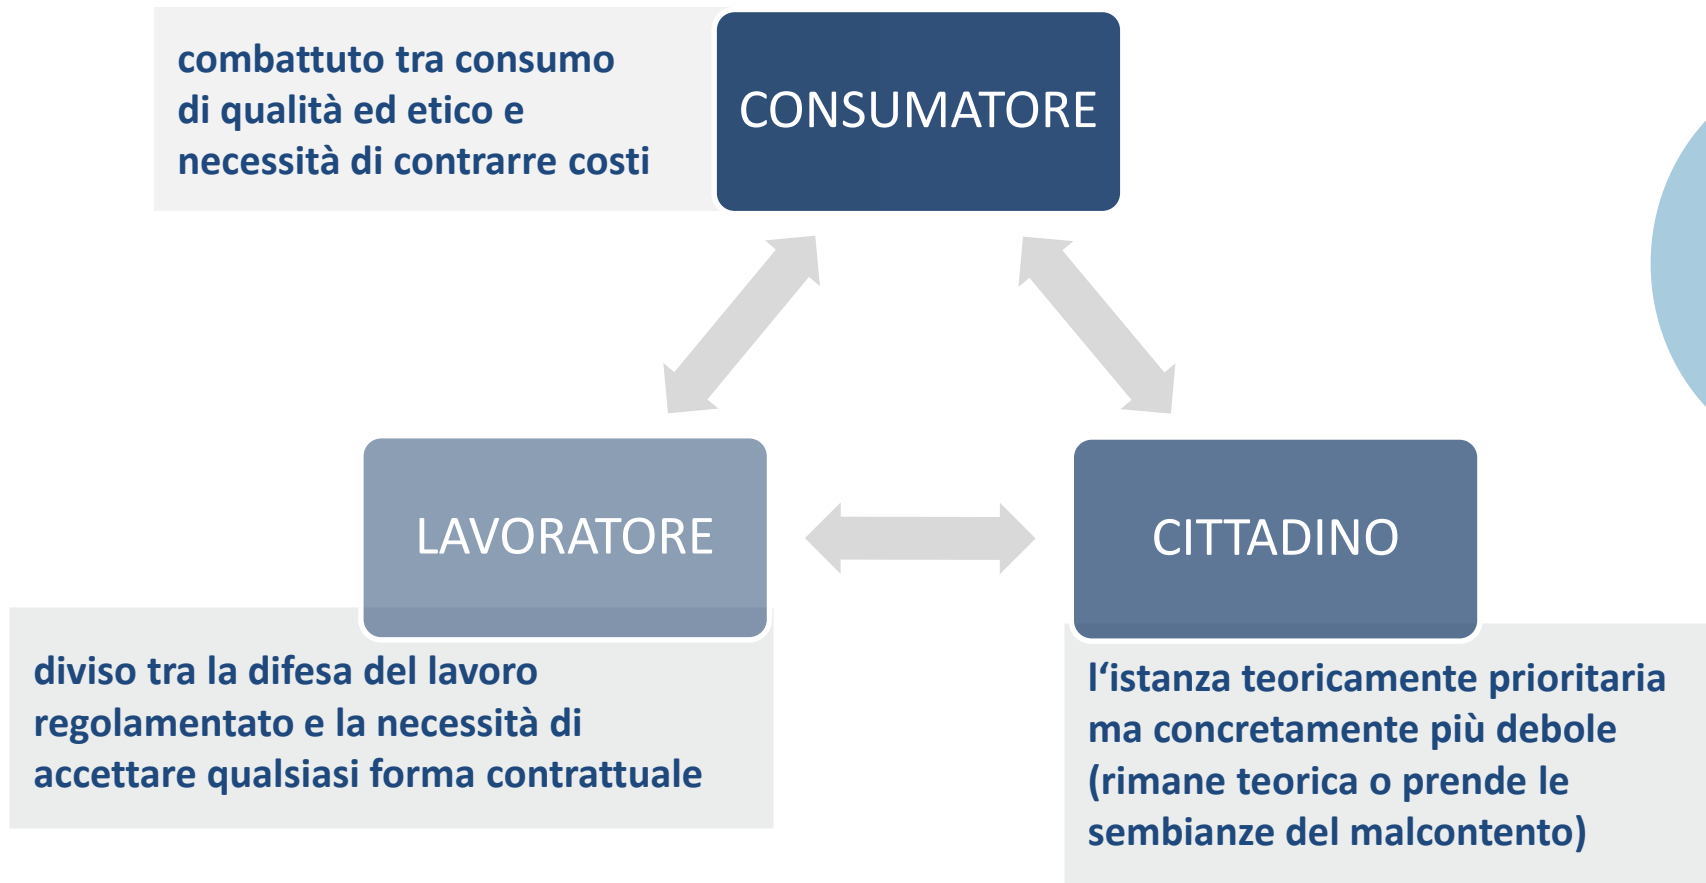 combattuto tra consumo
di qualità ed etico e
necessità di contrarre costi
CONSUMATORE
LAVORATORE
CITTADINO
diviso tra la difesa del lavoro
regolamentato e la necessità di
accettare qualsiasi forma contrattuale
l‘istanza teoricamente prioritaria
ma concretamente più debole
(rimane teorica o prende le
sembianze del malcontento)